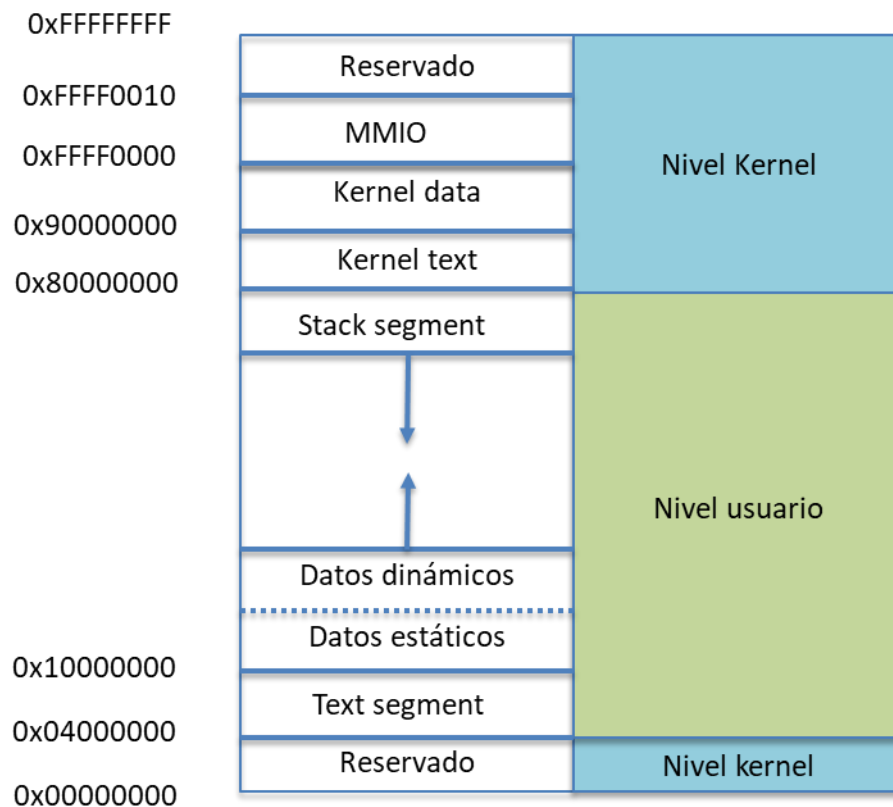 0xFFFFFFFF
Reservado
0xFFFF0010
MMIO
0xFFFF0000
Nivel Kernel
Kernel data
0x90000000
Kernel text
0x80000000
Stack segment
Nivel usuario
Datos dinámicos
Datos estáticos
0x10000000
Text segment
0x04000000
Reservado
Nivel kernel
0x00000000